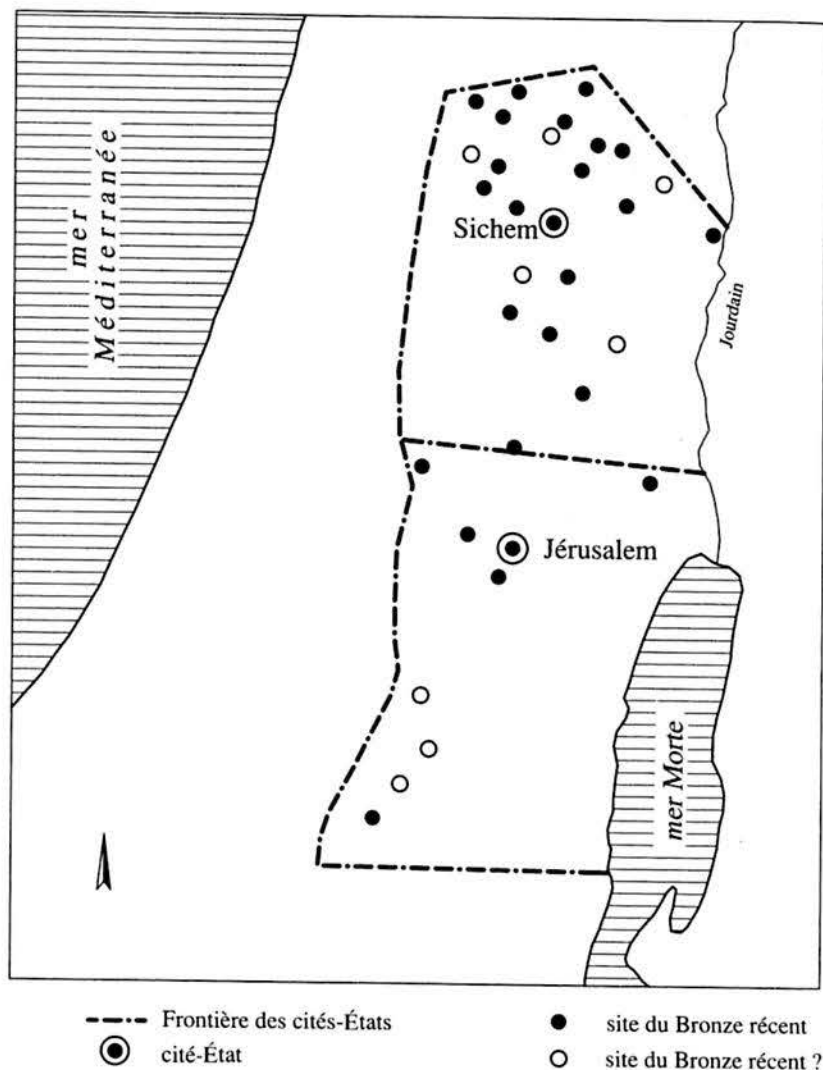 mer
Méditerranée
Sichem
Jourdain
Jérusalem
mer Morte
Frontière des cités-États
cité-État
site du Bronze récent
site du Bronze récent ?